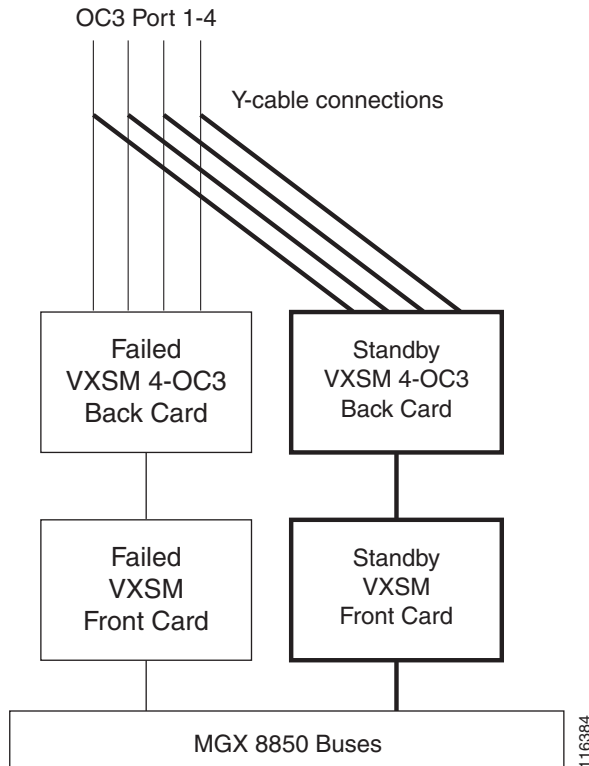 OC3 Port 1-4
Y-cable connections
Failed
VXSM 4-OC3
Back Card
Standby
VXSM 4-OC3
Back Card
Failed
VXSM
Front Card
Standby
VXSM
Front Card
MGX 8850 Buses
116384